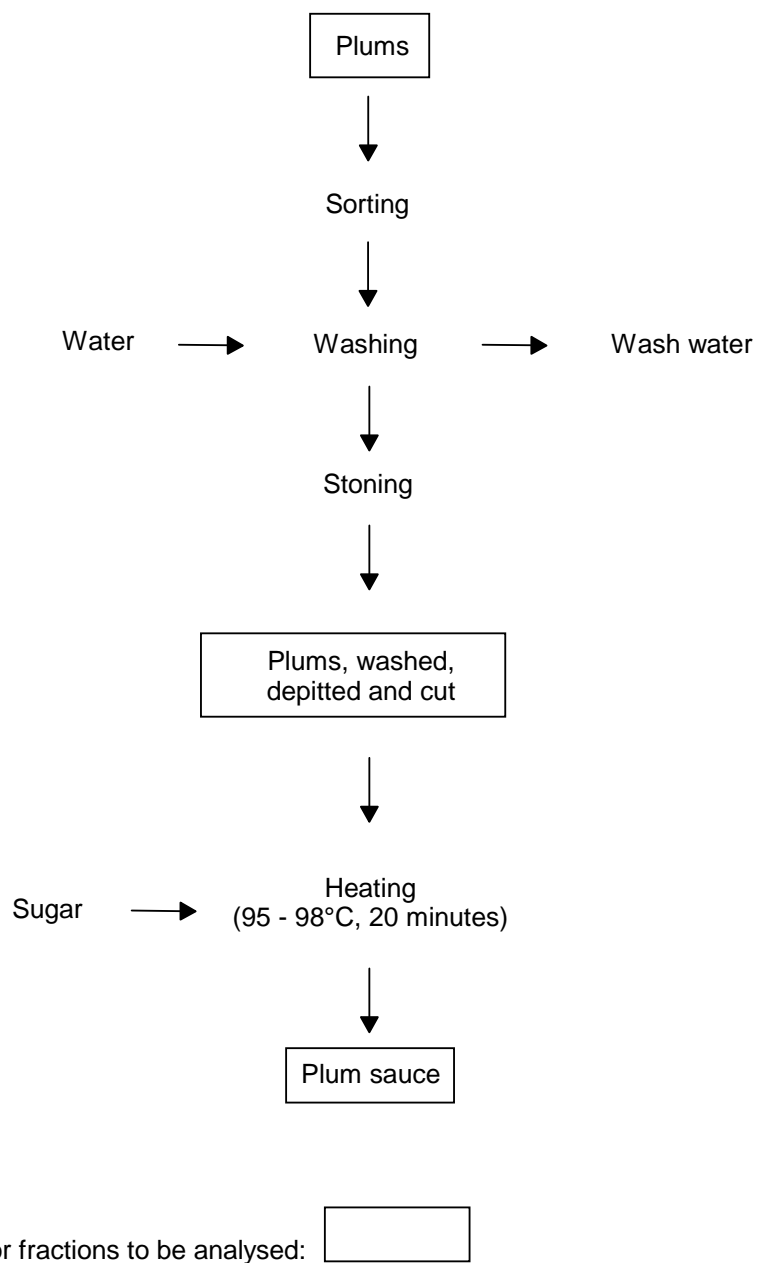 Plums
Sorting
Water
Washing
Wash water
Stoning
Plums, washed,
depitted and cut
Sugar
Heating
(95 - 98°C, 20 minutes)
Plum sauce
or fractions to be analysed: